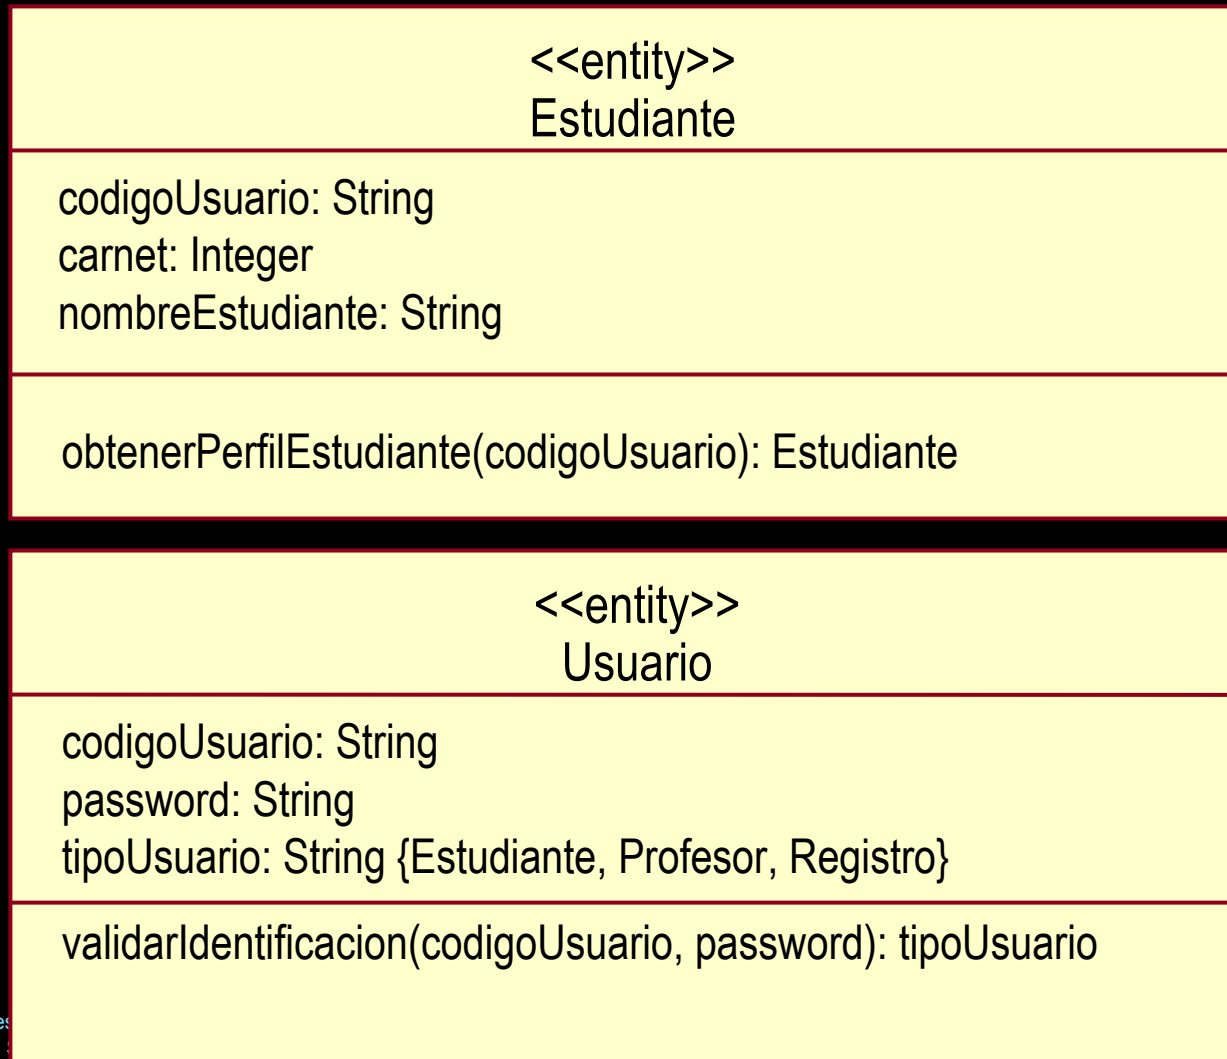 <<entity>>
Estudiante
codigoUsuario: String
carnet: Integer
nombreEstudiante: String
obtenerPerfilEstudiante(codigoUsuario): Estudiante
<<entity>>
Usuario
codigoUsuario: String
password: String
tipoUsuario: String {Estudiante, Profesor, Registro}
validarIdentificacion(codigoUsuario, password): tipoUsuario